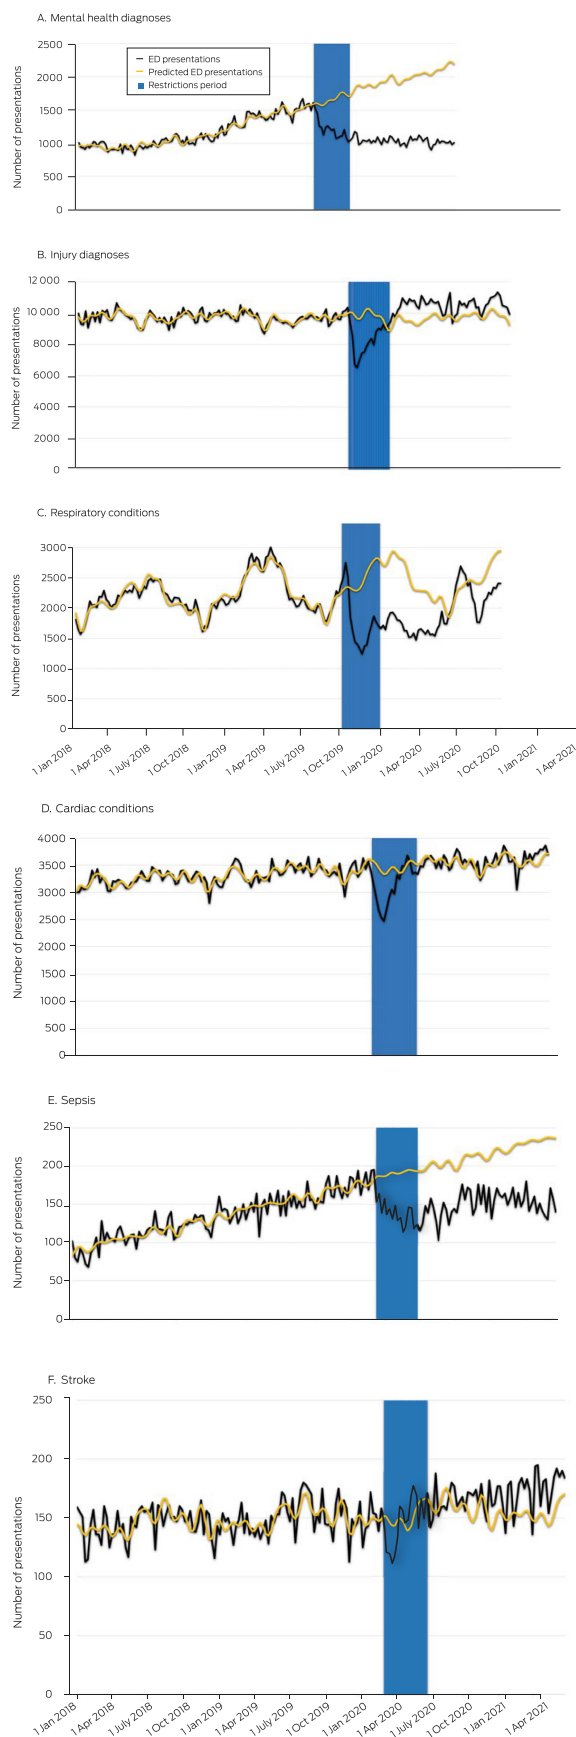 A. Mental health diagnoses
Number of presentations
2500
2000
1500
1000
500
0
ED presentations
Predicted ED presentations
Restrictions period
B. Injury diagnoses
Number of presentations
12 000
10 000
8000
6000
4000
2000
0
C. Respiratory conditions
Number of presentations
3000
2500
2000
1500
1000
500
0
1 Jan 2018
1 Apr 2018
1 July 2018
1 Oct 2018
1 Jan 2019
1 Apr 2019
1 July 2019
1 Oct 2019
1 Jan 2020
1 Apr 2020
1 July 2020
1 Oct 2020
1 Jan 2021
1 Apr 2021
D. Cardiac conditions
Number of presentations
4000
3500
3000
2500
2000
1500
1000
500
0
E. Sepsis
Number of presentations
250
200
150
100
50
0
F. Stroke
Number of presentations
250
200
150
100
50
0
1 Jan 2018
1 Apr 2018
1 July 2018
1 Oct 2018
1 Jan 2019
1 Apr 2019
1 July 2019
1 Oct 2019
1 Jan 2020
1 Apr 2020
1 July 2020
1 Oct 2020
1 Jan 2021
1 Apr 2021